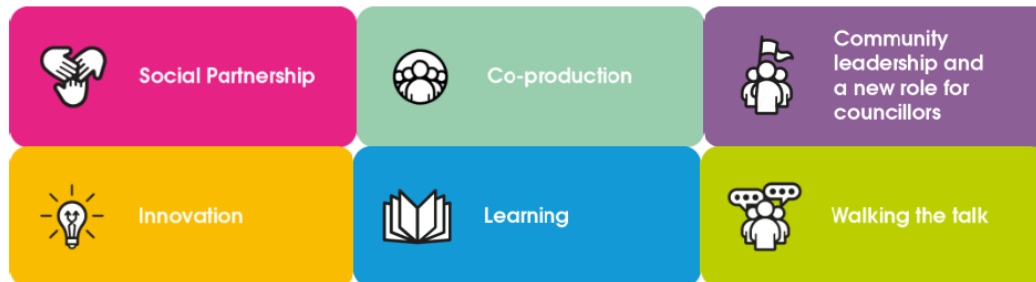 Social Partnership
Co-production
Community
leadership and
a new role for
councillors
Innovation
Learning
Walking the talk